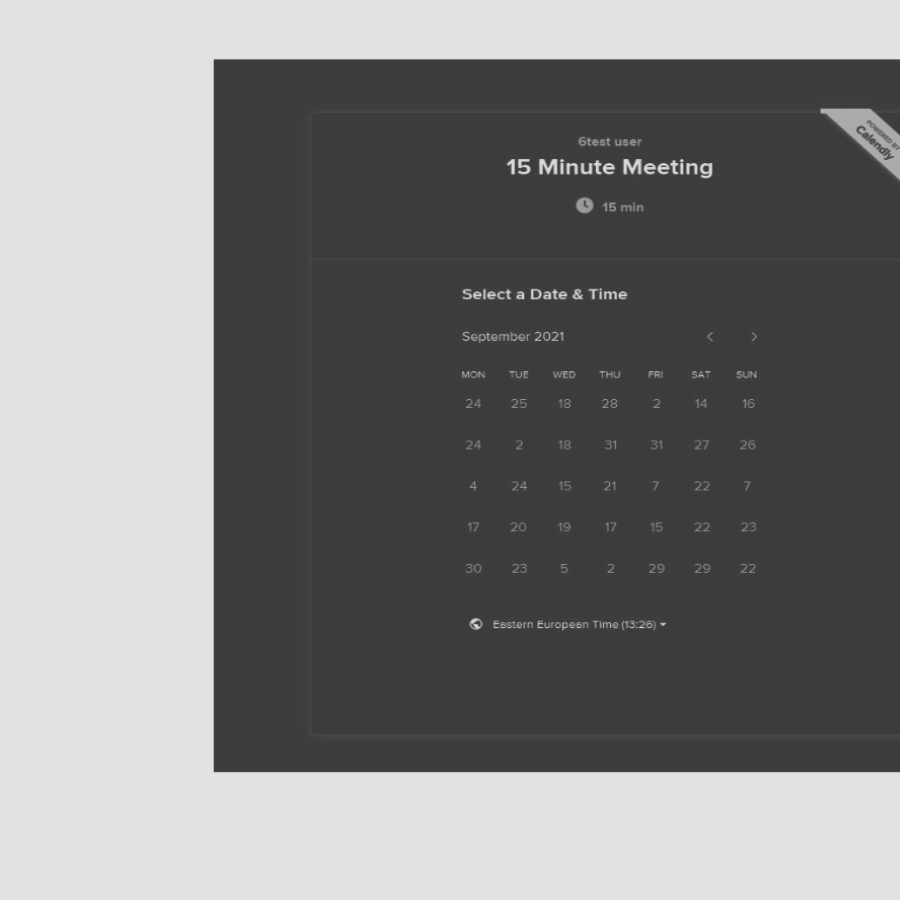 POWERED BY
Calendly
6test user
15 Minute Meeting
15 min
Select a Date & Time
September 2021
MON TUE WED THU FRI SAT SUN
24 25 18 28 2 14 16
24 2 18 31 31 27 26
4 24 15 21 7 22 7
17 20 19 17 15 22 23
30 23 5 2 29 29 22
Eastern European Time (13:26)